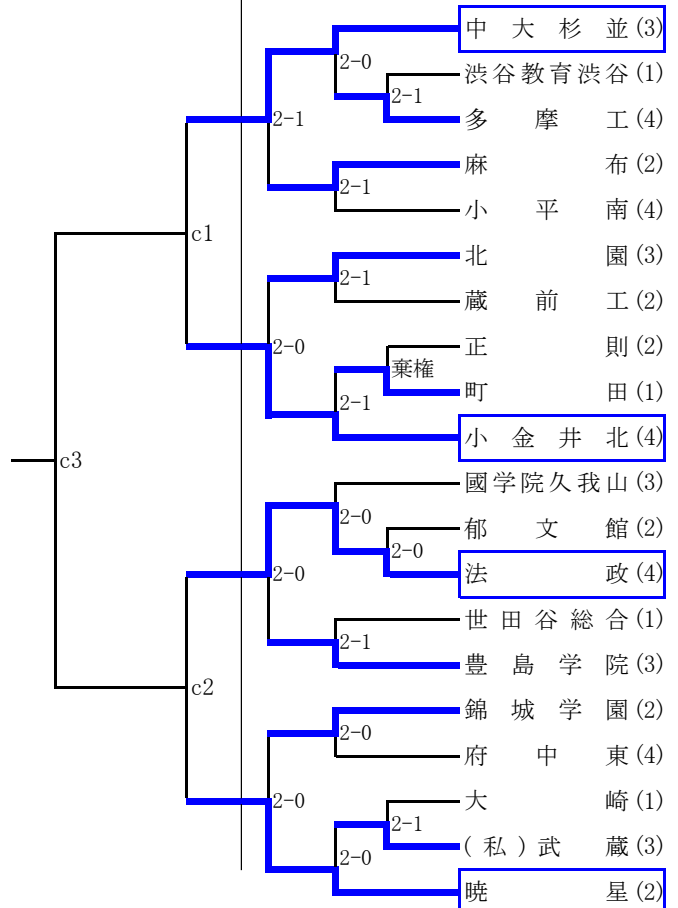 中大杉並(3)
2-0
渋谷教育渋谷(1)
2-1
多摩工(4)
2-1
麻布(2)
2-1
小平南(4)
c1
北園(3)
2-1
蔵前工(2)
2-0
正則(2)
棄権
町田(1)
2-1
小金井北(4)
c3
國学院久我山(3)
2-0
郁文館(2)
2-0
法政(4)
2-0
世田谷総合(1)
2-1
豊島学院(3)
c2
錦城学園(2)
2-0
府中東(4)
2-0
大崎(1)
2-1
(私)武蔵(3)
2-0
暁星(2)